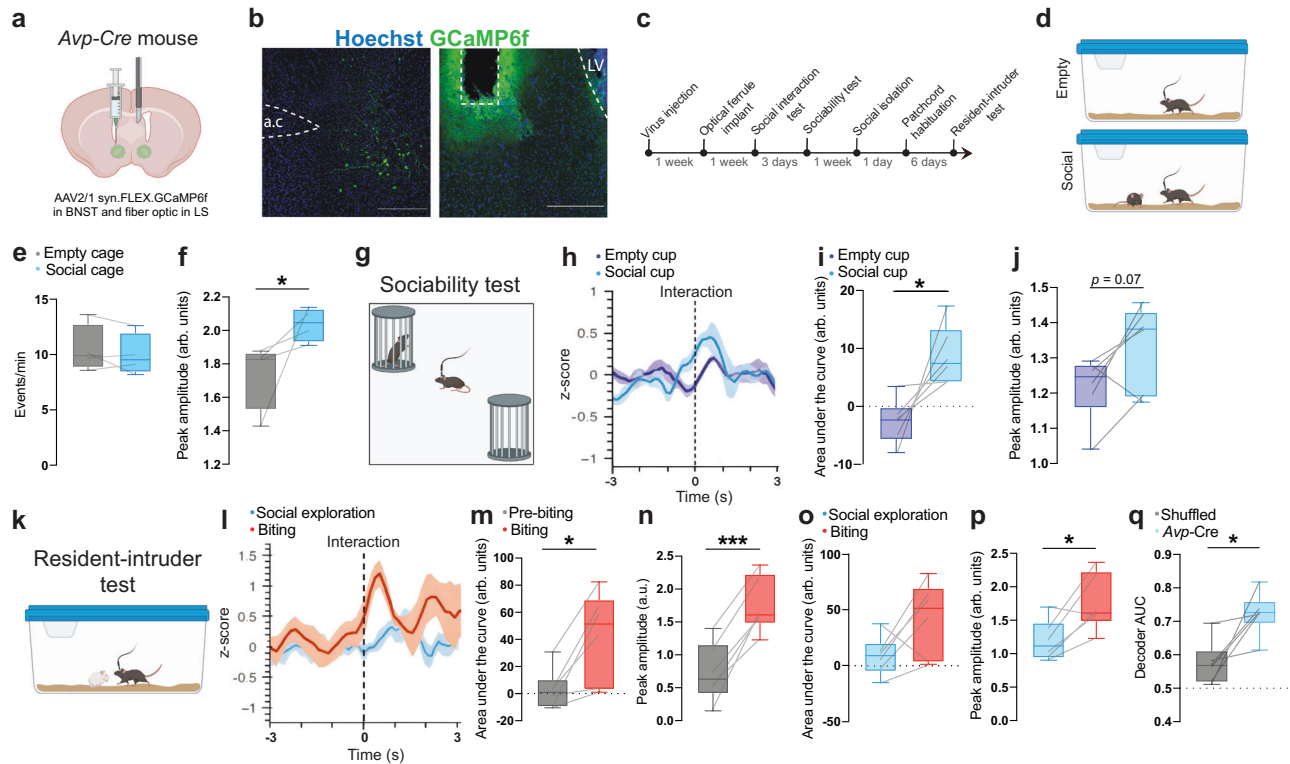 a
Avp-Cre mouse
AAV2/1 syn.FLEX.GCaMP6f
in BNST and fiber optic in LS
b
Hoechst GCaMP6f
a.c
LV
c
Virus injection
Optical ferrule
implant
Social interaction
test
Sociability test
Social isolation
Patchcord
habituation
Resident-intruder
test
1 week
1 week
3 days
1 week
1 day
6 days
d
Empty
Social
e
Empty cage
Social cage
Events/min
15
10
5
0
f
*
Peak amplitude (arb. units)
2.2
2.0
1.8
1.6
1.4
1.2
g
Sociability test
h
Empty cup
Social cup
Interaction
z-score
1
0.5
0
−0.5
−1
-3
0
3
Time (s)
i
Empty cup
Social cup
*
Area under the curve (arb. units)
20
10
0
-10
j
p = 0.07
Peak amplitude (arb. units)
1.5
1.4
1.3
1.2
1.1
1.0
k
Resident-intruder
test
l
Social exploration
Biting
Interaction
z-score
1.5
1
0.5
0
−0.5
−1
-3
0
3
Time (s)
m
Pre-biting
Biting
*
Area under the curve (arb. units)
100
80
60
40
20
0
-20
n
***
Peak amplitude (a.u.)
2.5
2.0
1.5
1.0
0.5
0.0
o
Social exploration
Biting
Area under the curve (arb. units)
100
50
0
-50
p
*
Peak amplitude (arb. units)
2.5
2.0
1.5
1.0
0.5
0.0
q
Shuffled
Avp-Cre
*
Decoder AUC
0.9
0.8
0.7
0.6
0.5
0.4